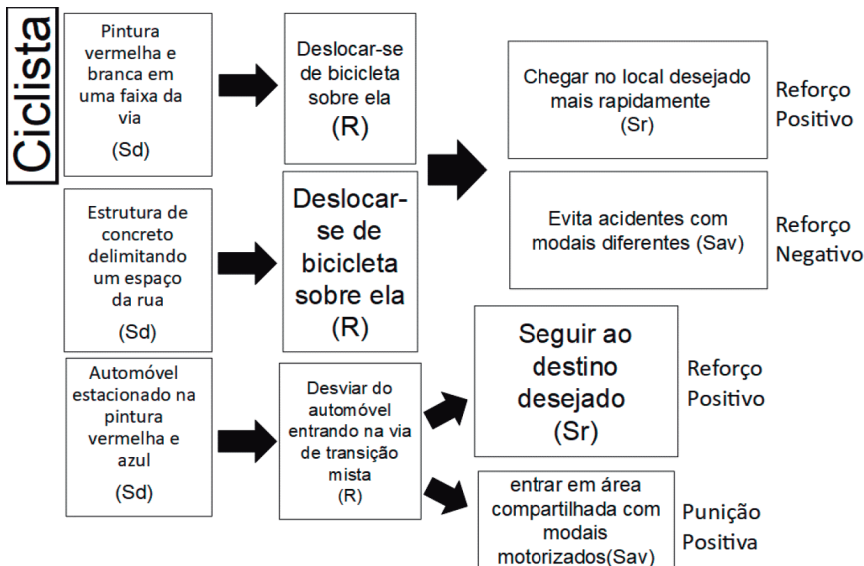 Ciclista
Pintura
vermelha e
branca em
uma faixa da
via
(Sd)
Deslocar-se
de bicicleta
sobre ela
(R)
Chegar no local desejado
mais rapidamente
(Sr)
Reforço
Positivo
Estrutura de
concreto
delimitando
um espaço
da rua
(Sd)
Deslocar-
se de
bicicleta
sobre ela
(R)
Evita acidentes com
modais diferentes (Sav)
Reforço
Negativo
Automóvel
estacionado na
pintura
vermelha e
azul
(Sd)
Desviar do
automóvel
entrando na via
de transição
mista
(R)
Seguir ao
destino
desejado
(Sr)
Reforço
Positivo
entrar em área
compartilhada com
modais
motorizados(Sav)
Punição
Positiva